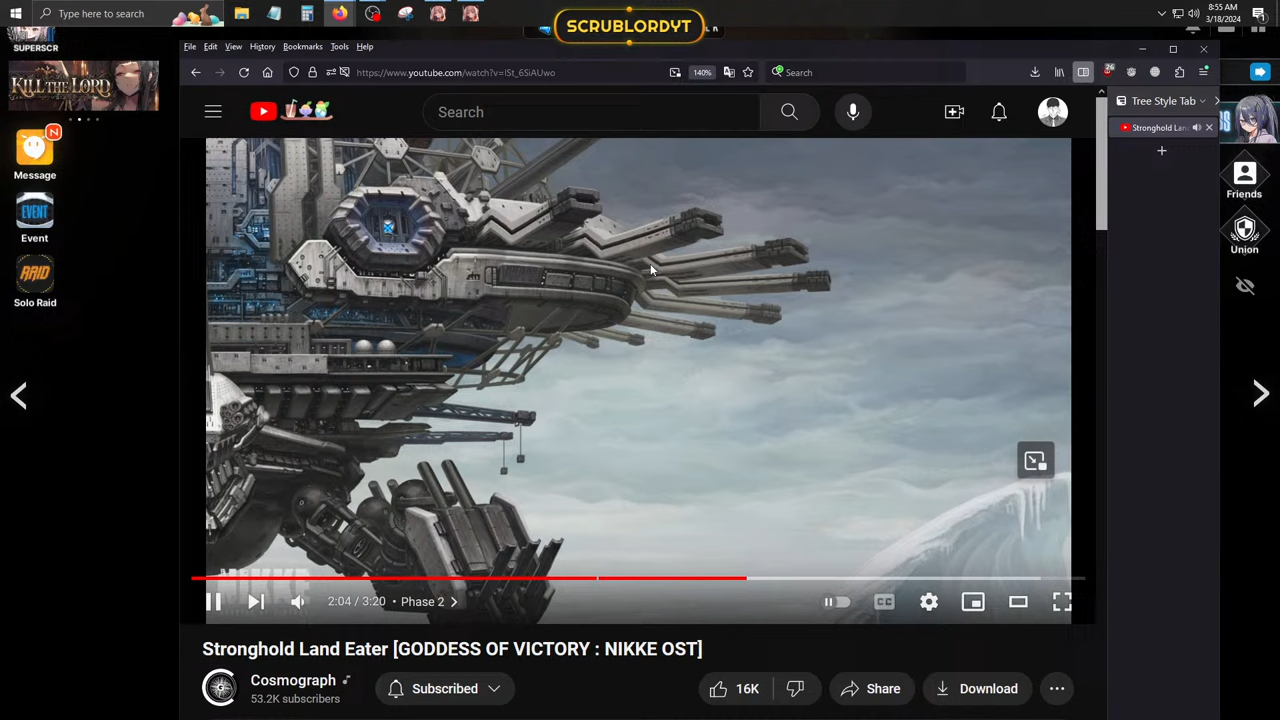 Type here to search
SCRUBLORDYT
8:55 AM
3/18/2024
SUPERSCR
File Edit View History Bookmarks Tools Help
https://www.youtube.com/watch?v=lSt_6SiAUwo
140%
Search
26
KILL THE LORD
Search
Tree Style Tab
Stronghold Lan
N
Message
EVENT
Event
RAID
Solo Raid
Friends
Union
2:04 / 3:20 • Phase 2
CC
Stronghold Land Eater [GODDESS OF VICTORY : NIKKE OST]
Cosmograph
53.2K subscribers
Subscribed
16K
Share
Download